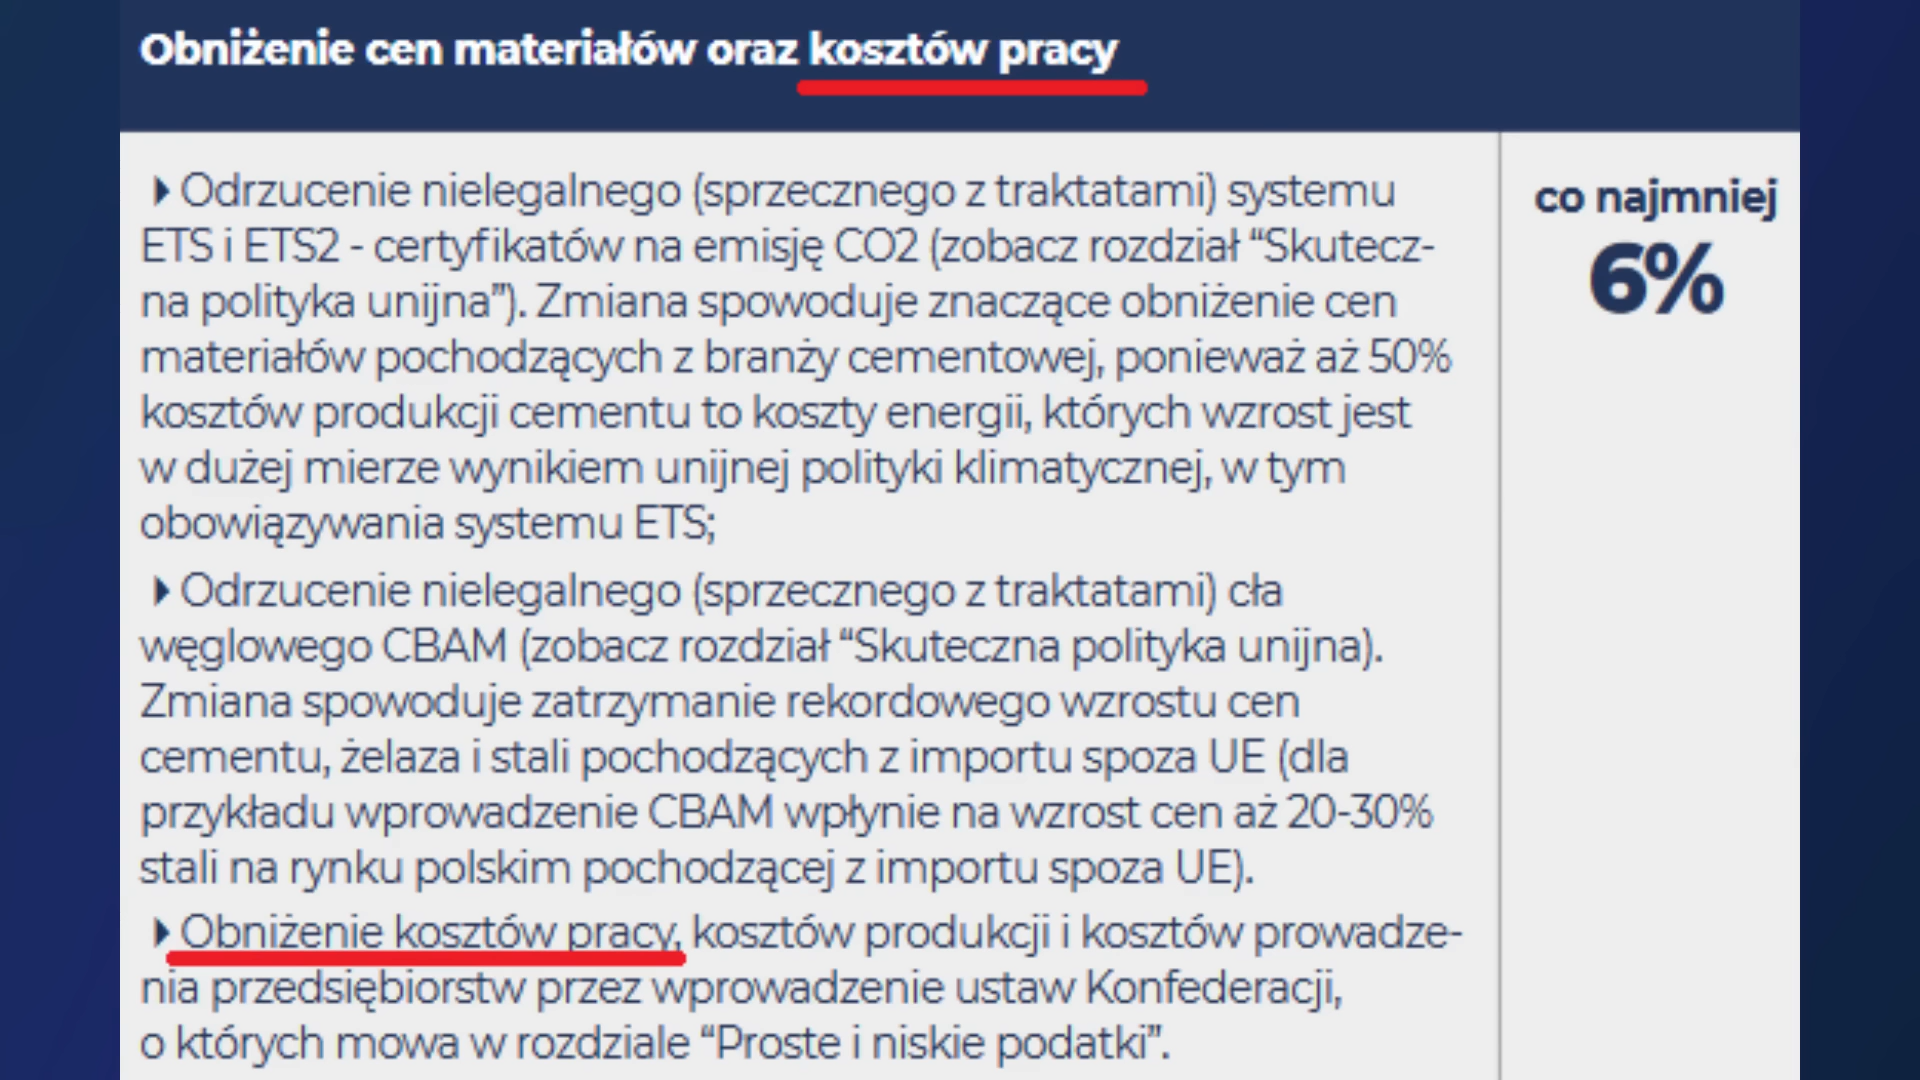 Obniżenie cen materiałów oraz kosztów pracy
Odrzucenie nielegalnego (sprzecznego z traktatami) systemu
ETS i ETS2 - certyfikatów na emisję CO2 (zobacz rozdział “Skutecz-
na polityka unijna”). Zmiana spowoduje znaczące obniżenie cen
materiałów pochodzących z branży cementowej, ponieważ aż 50%
kosztów produkcji cementu to koszty energii, których wzrost jest
w dużej mierze wynikiem unijnej polityki klimatycznej, w tym
obowiązywania systemu ETS;
Odrzucenie nielegalnego (sprzecznego z traktatami) cła
węglowego CBAM (zobacz rozdział “Skuteczna polityka unijna).
Zmiana spowoduje zatrzymanie rekordowego wzrostu cen
cementu, żelaza i stali pochodzących z importu spoza UE (dla
przykładu wprowadzenie CBAM wpłynie na wzrost cen aż 20-30%
stali na rynku polskim pochodzącej z importu spoza UE).
Obniżenie kosztów pracy, kosztów produkcji i kosztów prowadze-
nia przedsiębiorstw przez wprowadzenie ustaw Konfederacji,
o których mowa w rozdziale “Proste i niskie podatki”.
co najmniej
6%